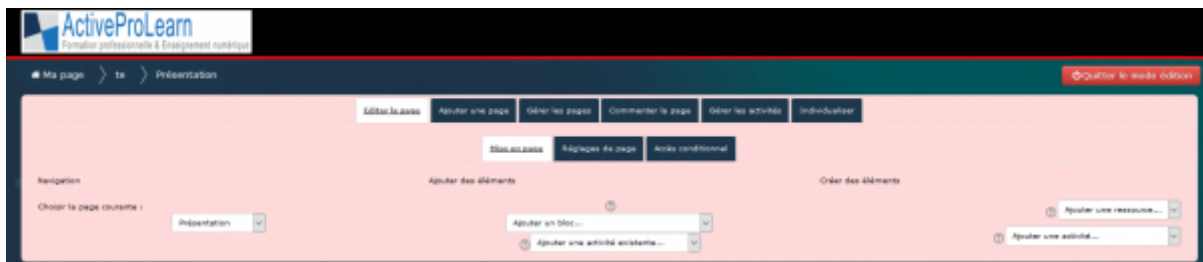 ActiveProLearn
Formation professionnelle & Enseignement numérique
Ma page te Présentation
Quitter le mode édition
Editer la page Ajouter une page Gérer les pages Commenter la page Gérer les activités Individualiser
Mise en page Réglages de page Accès conditionnel
Navigation Ajouter des éléments Créer des éléments
Choisir la page courante :
Présentation
Ajouter un bloc...
Ajouter une activité existante...
Ajouter une ressource...
Ajouter une activité...